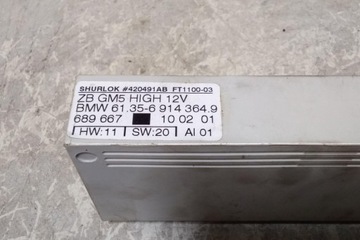 SHURLOK #420491AB FT1100-03
ZB GM5 HIGH 12V
BMW 61.35-6 914 364.9
689 667 10 02 01
HW:11 SW:20 AI 01